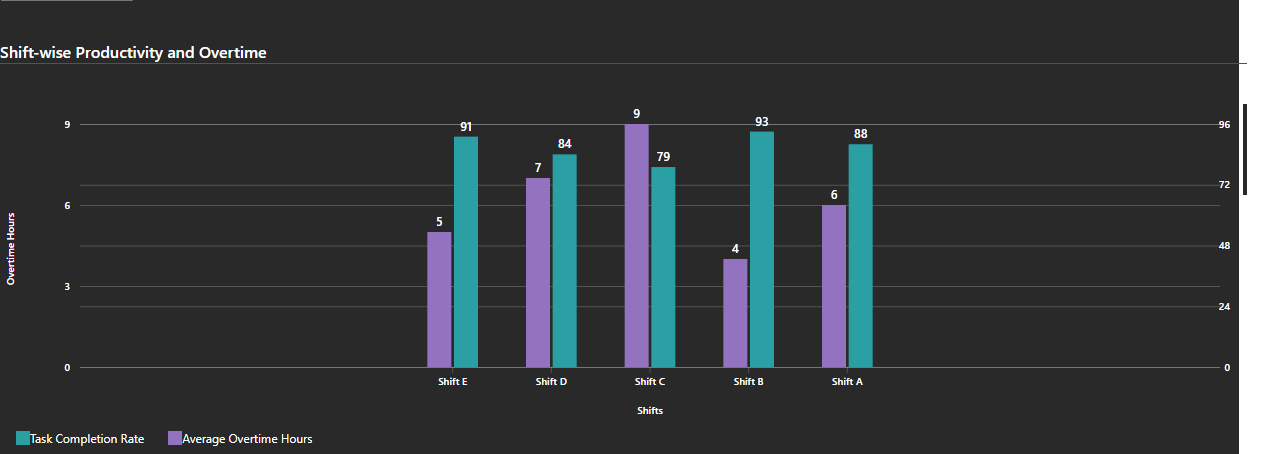 Shift-wise Productivity and Overtime
9
91
7
84
9
79
4
93
6
88
96
72
6
5
48
Overtime Hours
3
24
0
0
Shift E
Shift D
Shift C
Shift B
Shift A
Shifts
Task Completion Rate
Average Overtime Hours